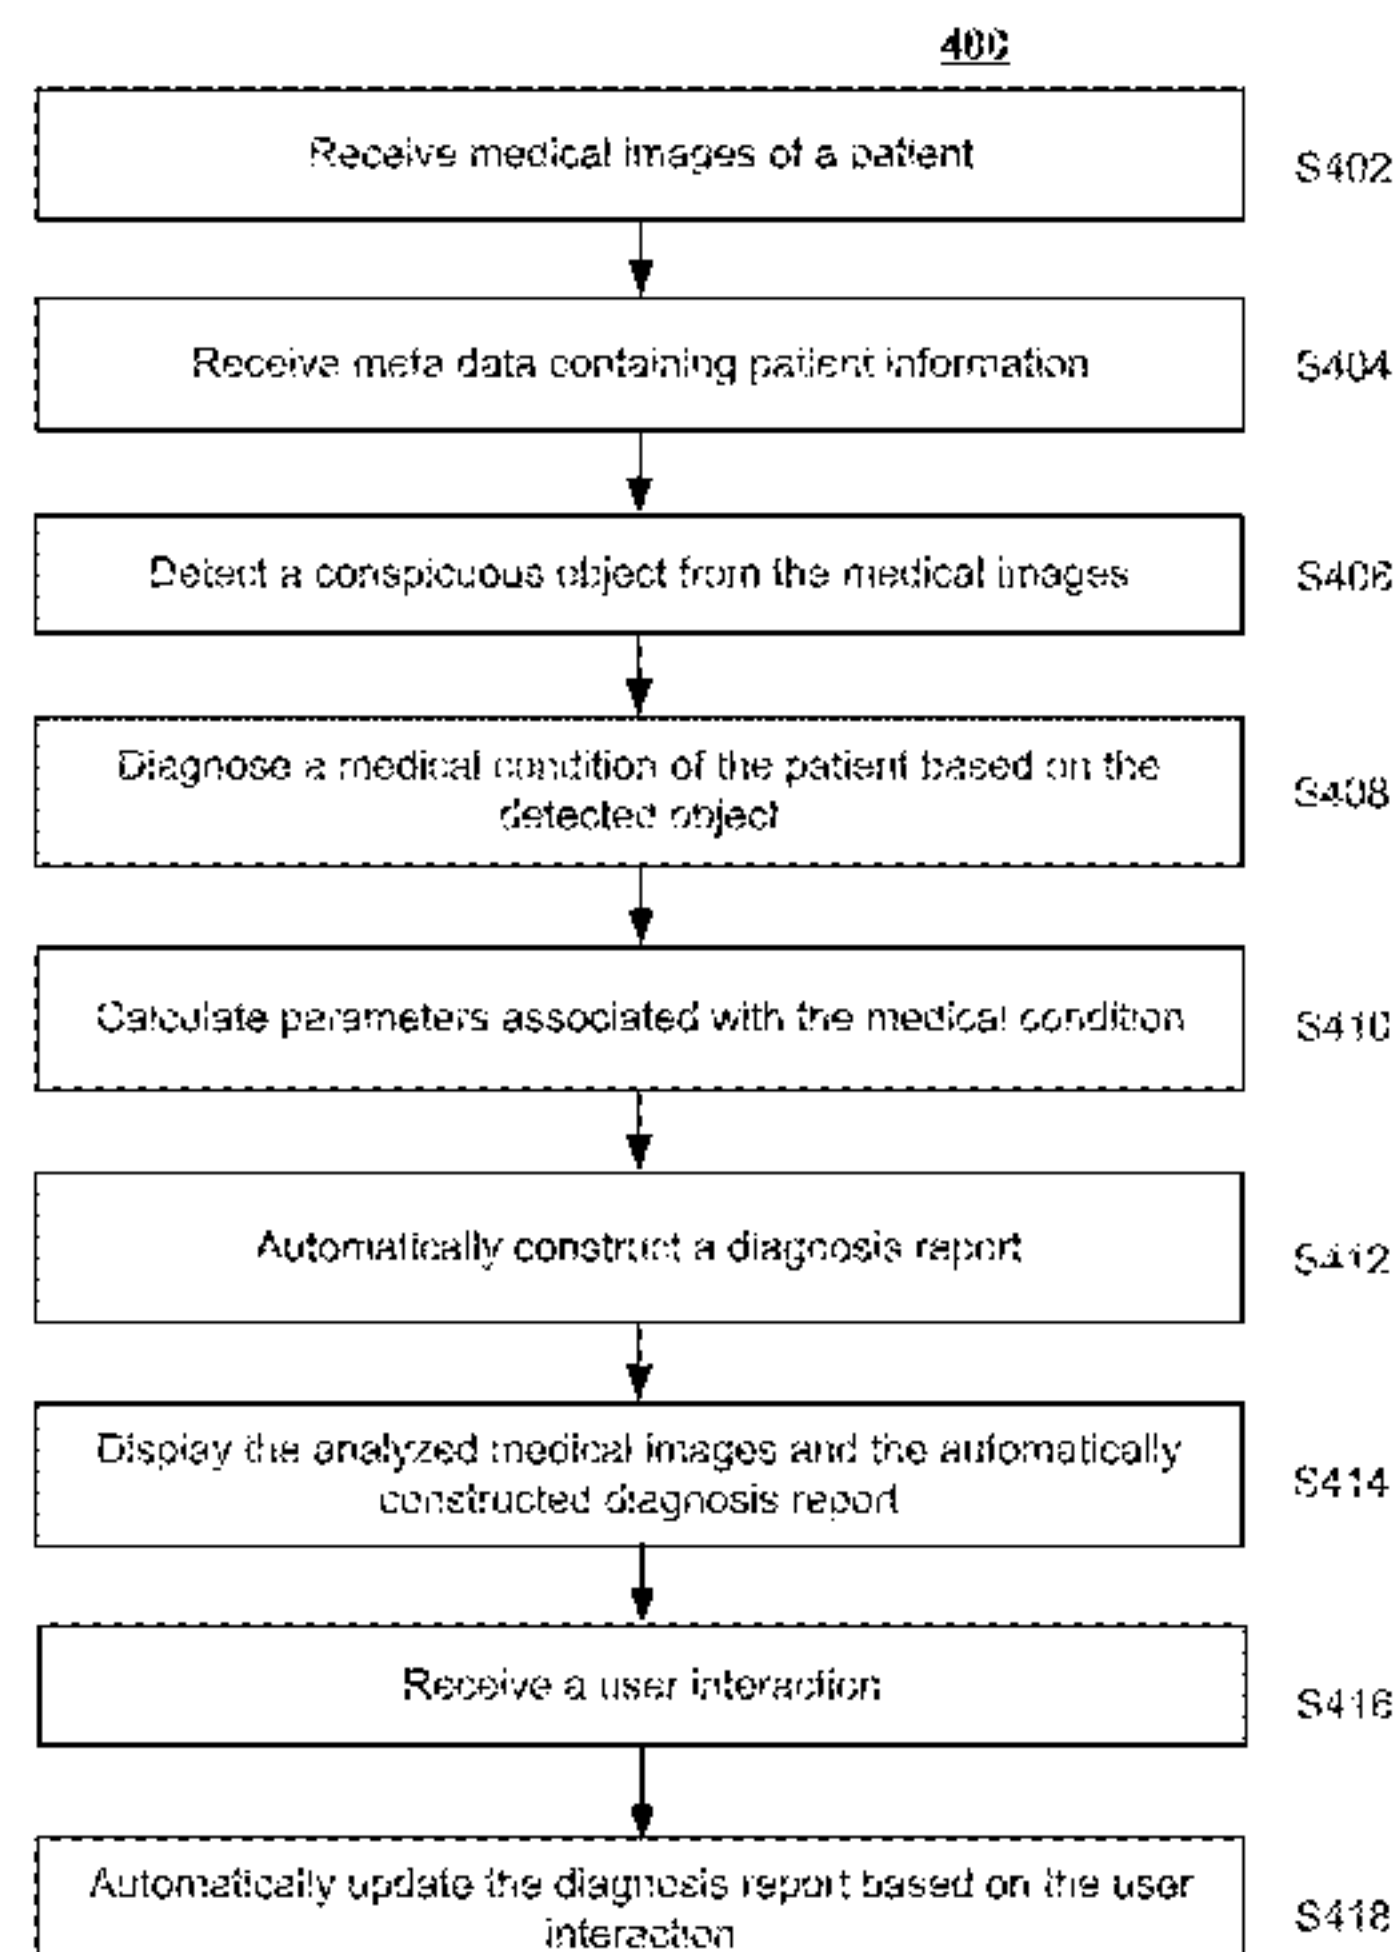 400
Receive medical images of a patient
S402
Receive meta data containing patient information
S404
Detect a conspicuous object from the medical images
S406
Diagnose a medical condition of the patient based on the
detected object
S408
Calculate parameters associated with the medical condition
S410
Automatically construct a diagnosis report
S412
Display the analyzed medical images and the automatically
constructed diagnosis report
S414
Receive a user interaction
S416
Automatically update the diagnosis report based on the user
interaction
S418